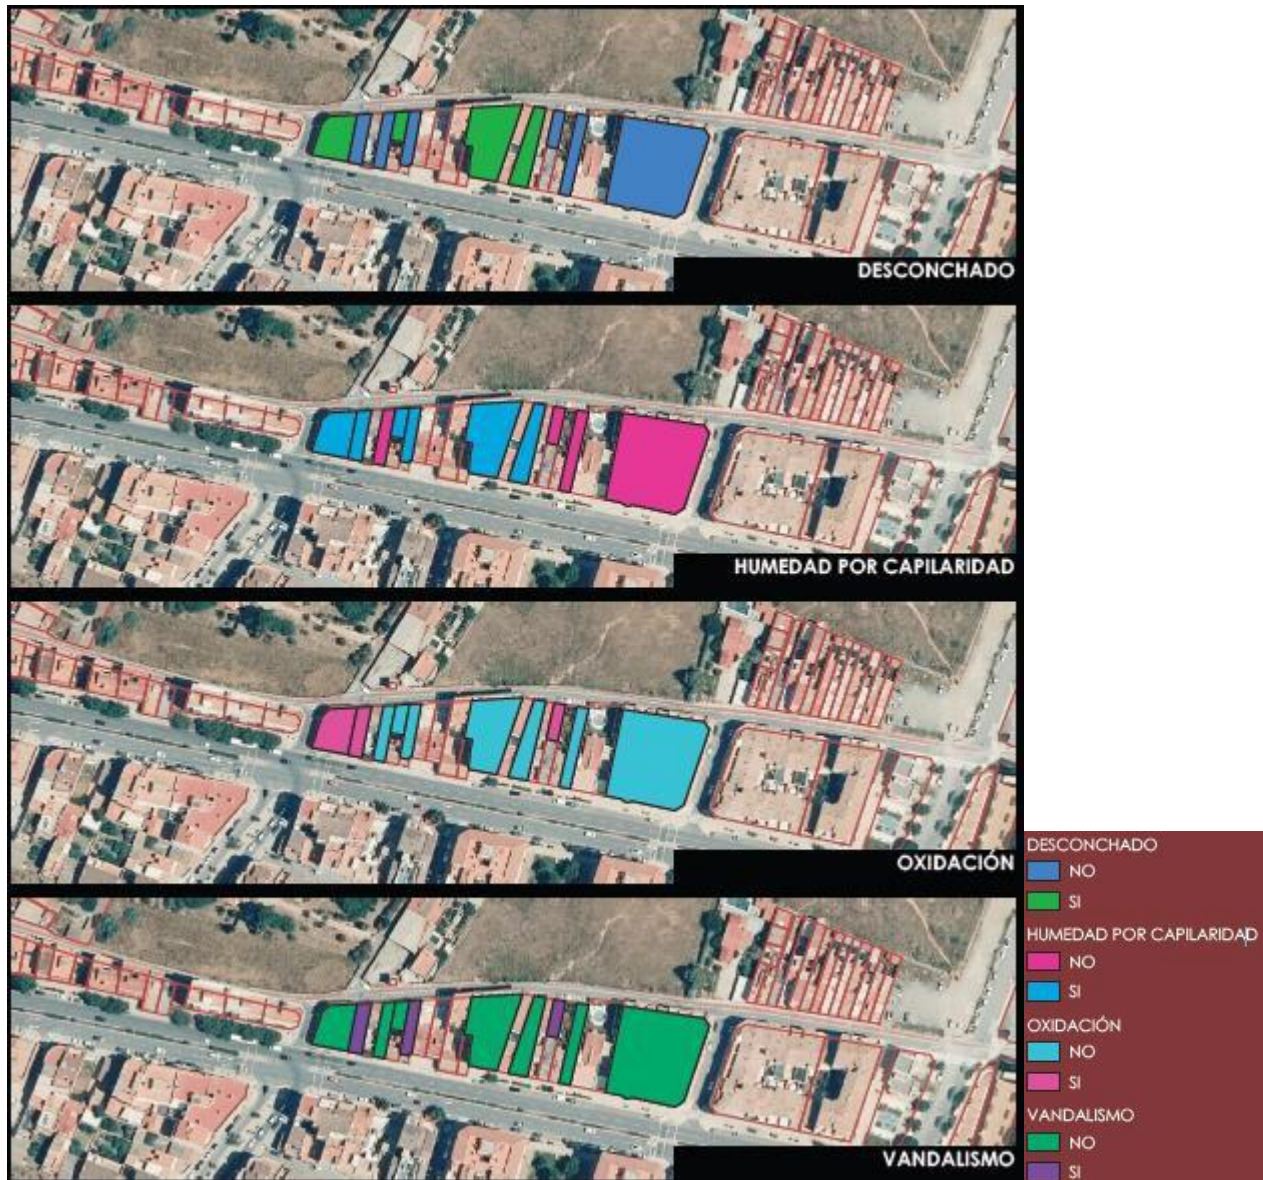 DESCONCHADO
HUMEDAD POR CAPILARIDAD
OXIDACIÓN
VANDALISMO
DESCONCHADO
NO
SI
HUMEDAD POR CAPILARIDAD
NO
SI
OXIDACIÓN
NO
SI
VANDALISMO
NO
SI